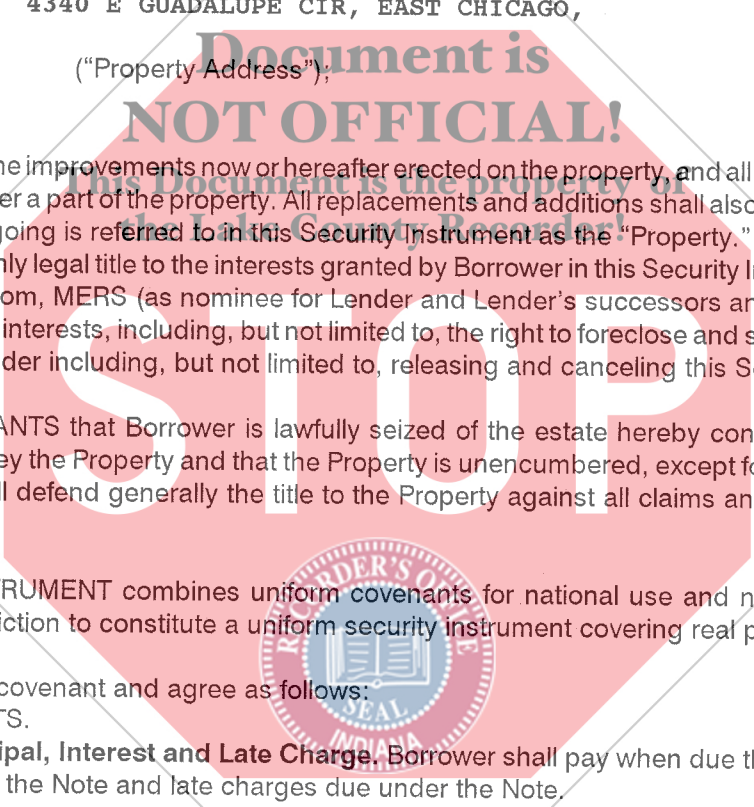 4340 E GUADALUPE CIR, EAST CHICAGO,
Document is
("Property Address");
NOT OFFICIAL!
he improvements now or hereafter erected on the property, and all
This Document is the property of
er a part of the property. All replacements and additions shall also
the Lake County Recorder!
going is referred to in this Security Instrument as the “Property.”
nly legal title to the interests granted by Borrower in this Security I
om, MERS (as nominee for Lender and Lender’s successors an
interests, including, but not limited to, the right to foreclose and s
der including, but not limited to, releasing and canceling this S
STOP
ANTS that Borrower is lawfully seized of the estate hereby con
ey the Property and that the Property is unencumbered, except fo
ll defend generally the title to the Property against all claims an
RECORDER'S OFFICE
TRUMENT combines uniform covenants for national use and n
iction to constitute a uniform security instrument covering real p
covenant and agree as follows:
SEAL
TS.
INDIANA
ipal, Interest and Late Charge. Borrower shall pay when due th
the Note and late charges due under the Note.